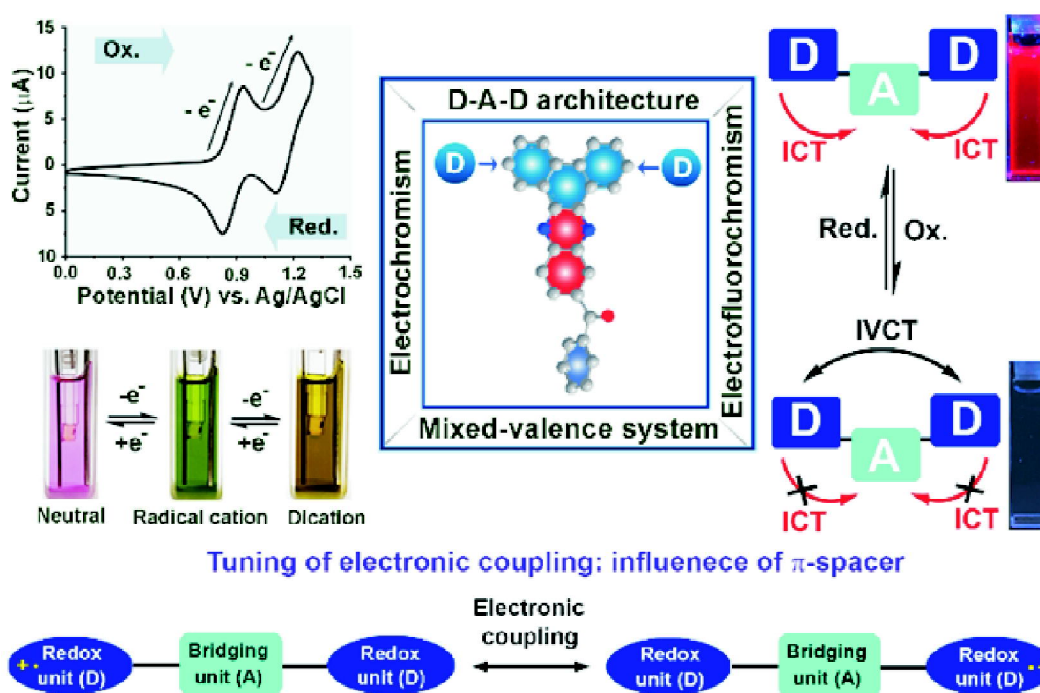 Ox.
- e⁻
- e⁻
Red.
Current (µA)
15
10
5
0
5
10
0.0
0.3
0.6
0.9
1.2
1.5
Potential (V) vs. Ag/AgCl
-e⁻
+e⁻
-e⁻
+e⁻
Neutral
Radical cation
Dication
D-A-D architecture
Electrochromism
Electrofluorochromism
Mixed-valence system
D
D
D
D
A
ICT
ICT
Red.
Ox.
IVCT
D
D
A
ICT
ICT
Tuning of electronic coupling: influenece of π-spacer
+·
Redox
unit (D)
Bridging
unit (A)
Redox
unit (D)
Electronic
coupling
Redox
unit (D)
Bridging
unit (A)
Redox
unit (D)